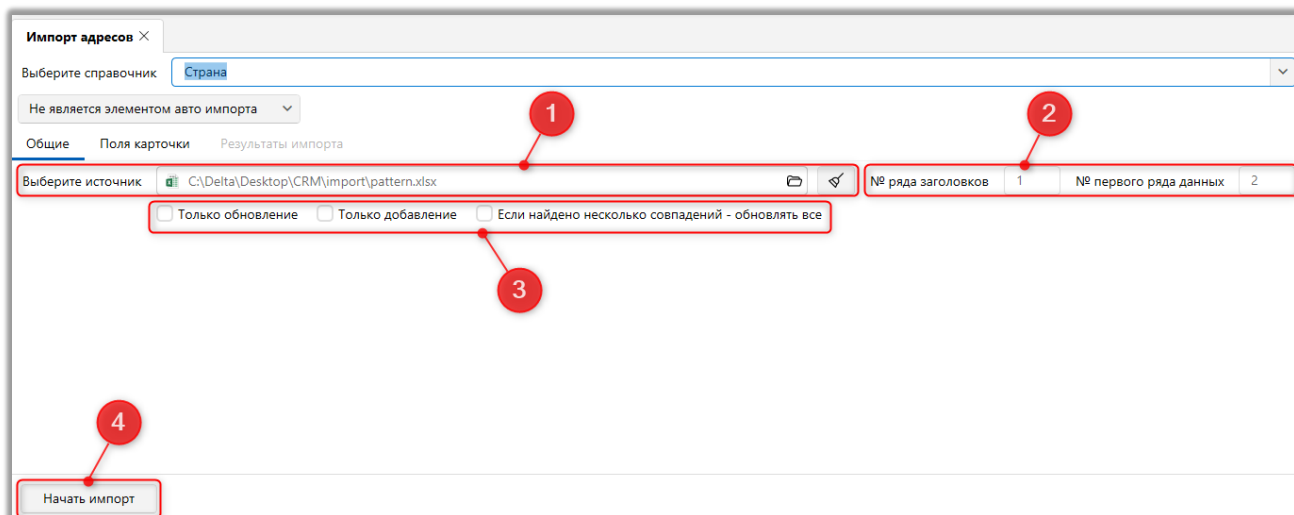 Импорт адресов
Выберите справочник Страна
Не является элементом авто импорта
1
2
Общие Поля карточки Результаты импорта
Выберите источник C:\Delta\Desktop\CRM\import\pattern.xlsx № ряда заголовков 1 № первого ряда данных 2
Только обновление Только добавление Если найдено несколько совпадений - обновлять все
3
4
Начать импорт